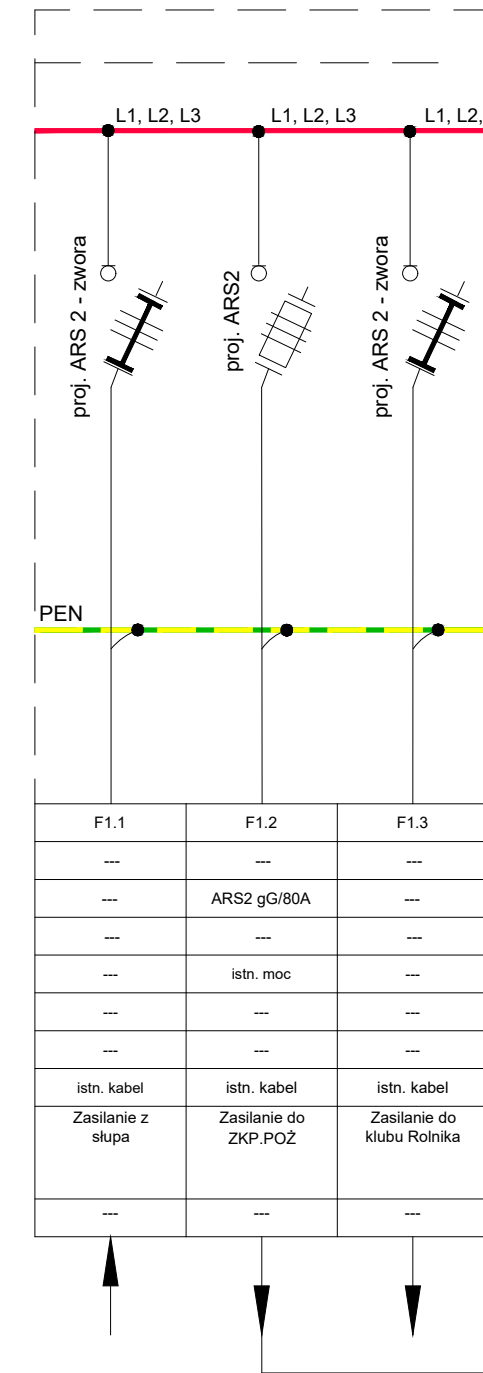 L1, L2, L3 L1, L2, L3 L1, L2,
proj. ARS 2 - zwora
proj. ARS2
proj. ARS 2 - zwora
PEN
F1.1 F1.2 F1.3
--- --- ---
--- ARS2 gG/80A ---
--- --- ---
--- istn. moc ---
--- --- ---
--- --- ---
istn. kabel istn. kabel istn. kabel
Zasilanie z Zasilanie do Zasilanie do
słupa ZKP.POŻ klubu Rolnika
--- --- ---